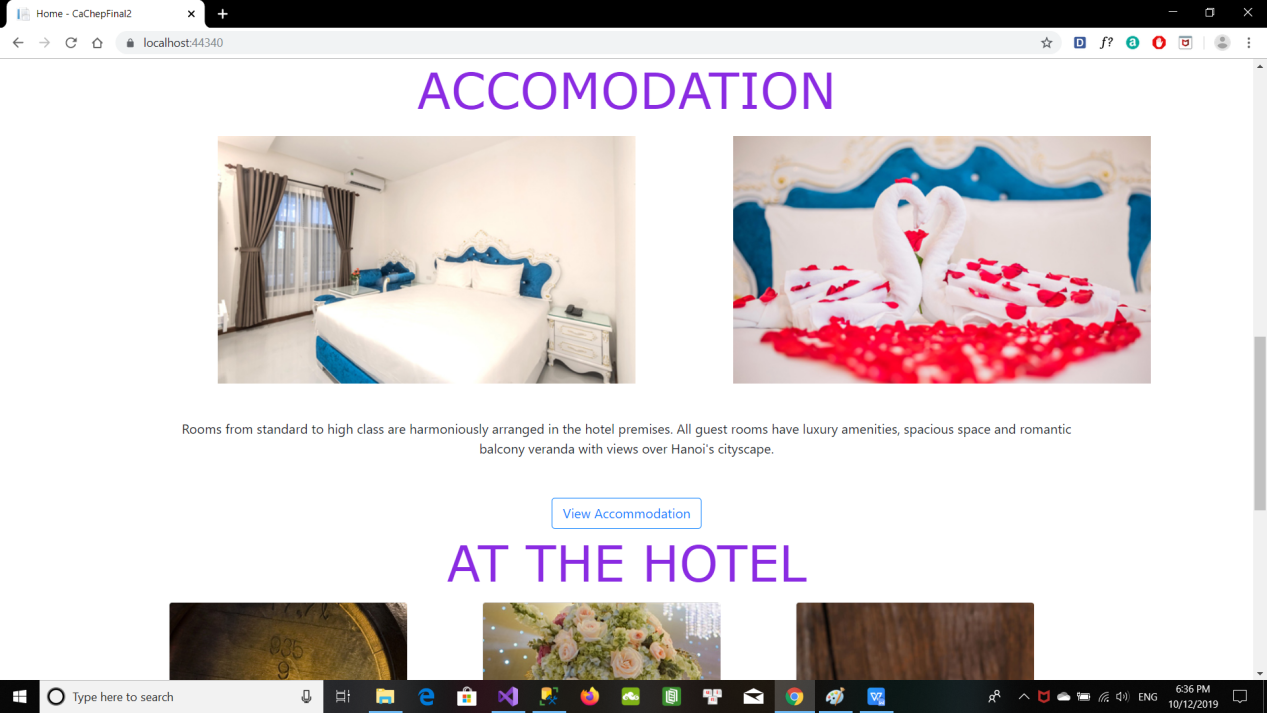 Home - CaChepFinal2
localhost:44340
D
f?
a
ACCOMODATION
Rooms from standard to high class are harmoniously arranged in the hotel premises. All guest rooms have luxury amenities, spacious space and romantic
balcony veranda with views over Hanoi's cityscape.
View Accommodation
AT THE HOTEL
035
9
Type here to search
ENG
6:36 PM
10/12/2019